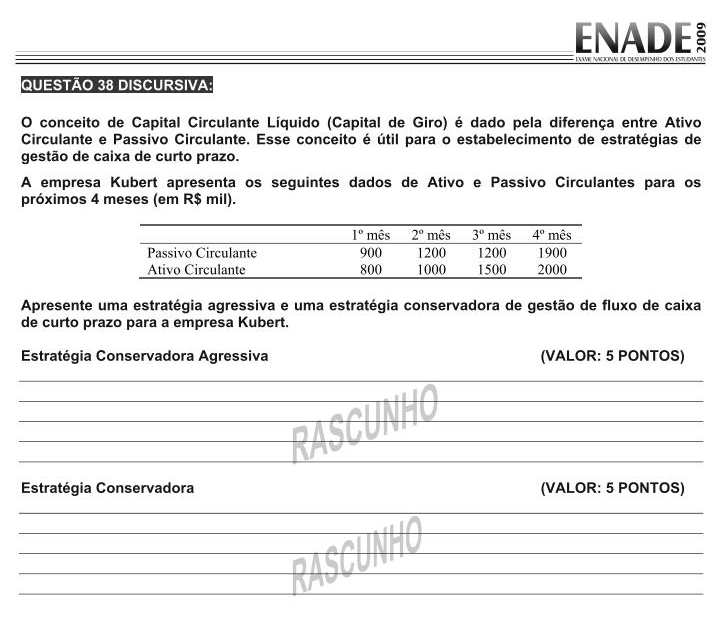 ENADE 2009
EXAME NACIONAL DE DESEMPENHO DOS ESTUDANTES
QUESTÃO 38 DISCURSIVA:
O conceito de Capital Circulante Líquido (Capital de Giro) é dado pela diferença entre Ativo
Circulante e Passivo Circulante. Esse conceito é útil para o estabelecimento de estratégias de
gestão de caixa de curto prazo.
A empresa Kubert apresenta os seguintes dados de Ativo e Passivo Circulantes para os
próximos 4 meses (em R$ mil).
1º mês 2º mês 3º mês 4º mês
Passivo Circulante 900 1200 1200 1900
Ativo Circulante 800 1000 1500 2000
Apresente uma estratégia agressiva e uma estratégia conservadora de gestão de fluxo de caixa
de curto prazo para a empresa Kubert.
Estratégia Conservadora Agressiva (VALOR: 5 PONTOS)
RASCUNHO
Estratégia Conservadora (VALOR: 5 PONTOS)
RASCUNHO